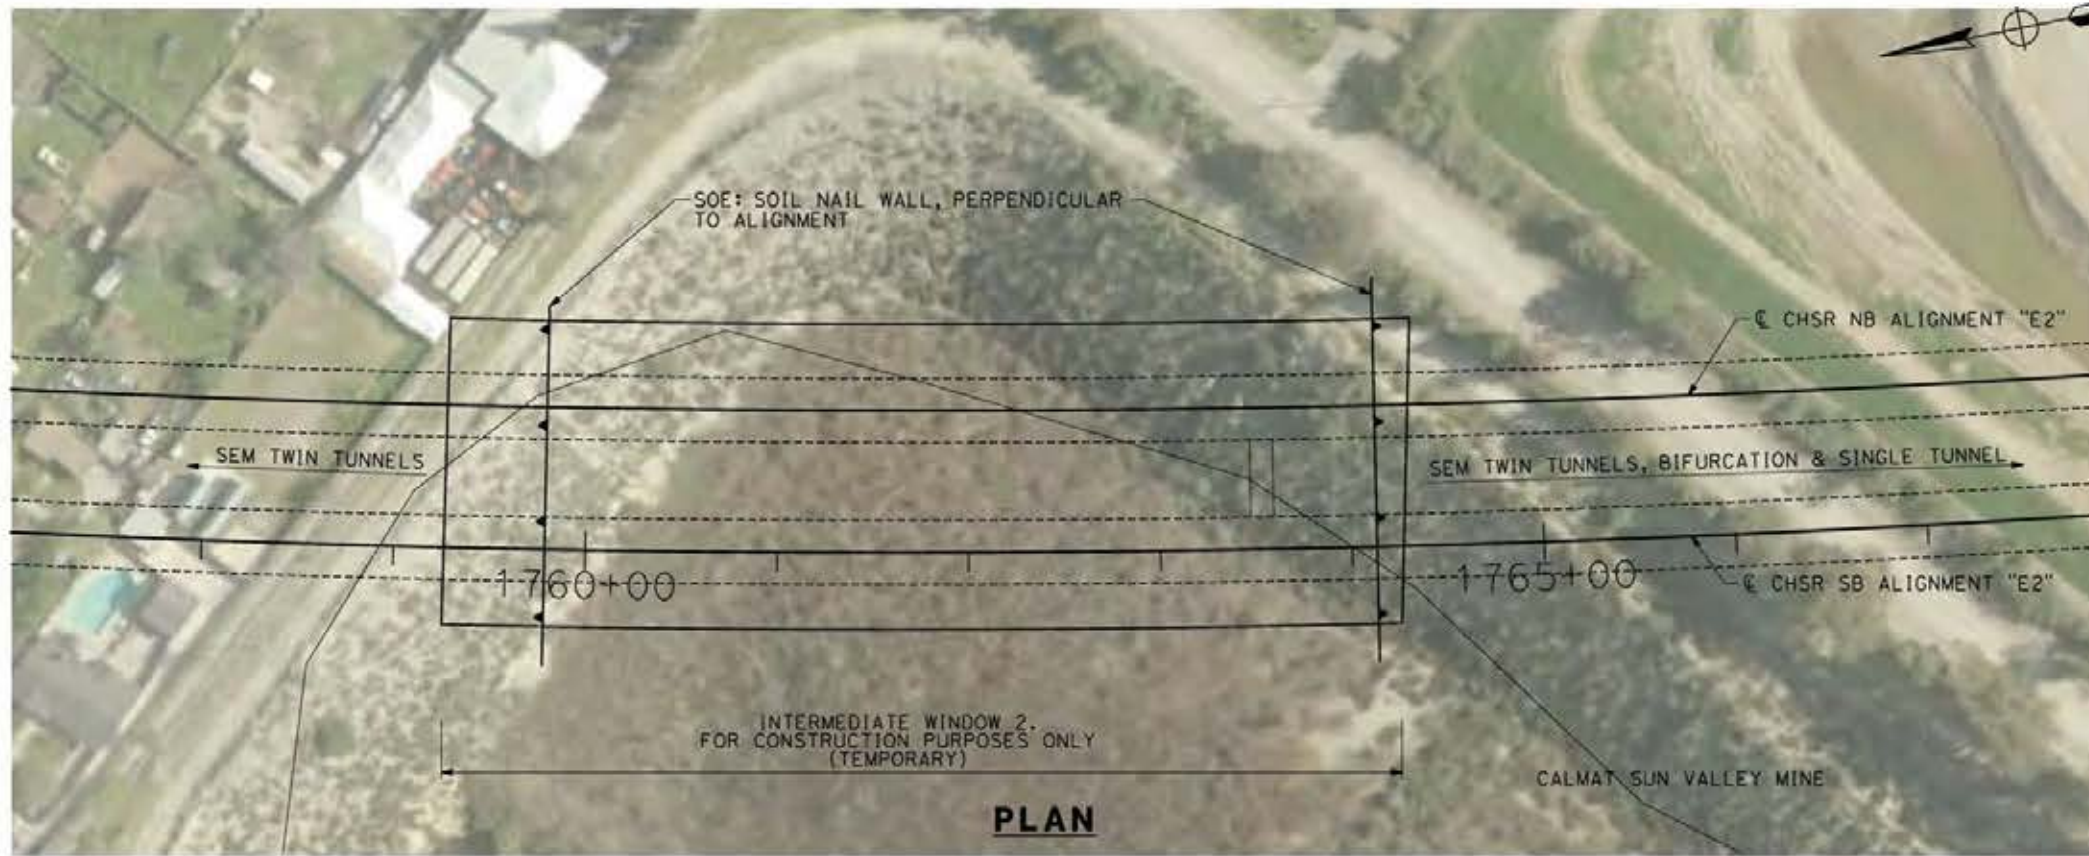 SOE: SOIL NAIL WALL, PERPENDICULAR
TO ALIGNMENT
℄ CHSR NB ALIGNMENT "E2"
SEM TWIN TUNNELS
SEM TWIN TUNNELS, BIFURCATION & SINGLE TUNNEL
1760+00
1765+00
℄ CHSR SB ALIGNMENT "E2"
INTERMEDIATE WINDOW 2.
FOR CONSTRUCTION PURPOSES ONLY
(TEMPORARY)
CALMAT SUN VALLEY MINE
PLAN